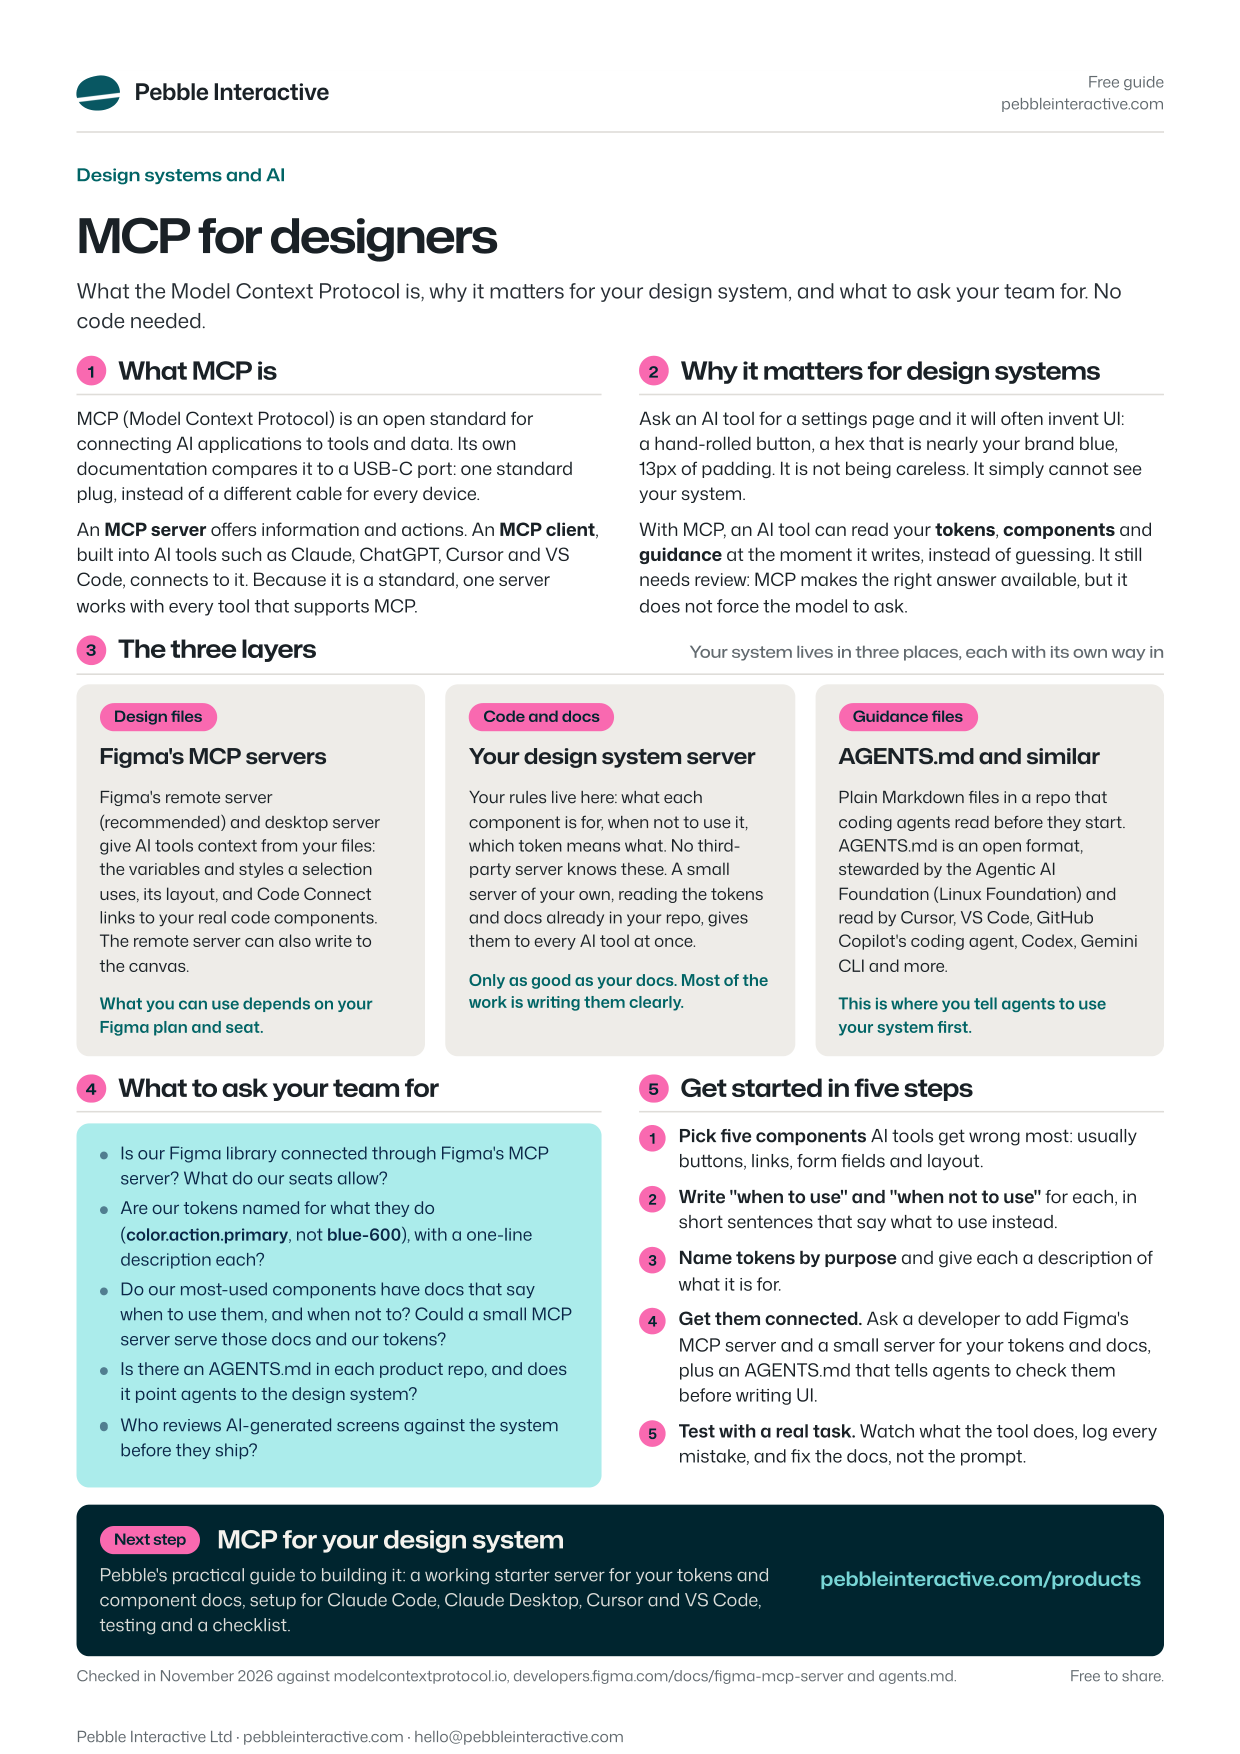 Pebble Interactive
Free guide
pebbleinteractive.com
Design systems and AI
MCP for designers
What the Model Context Protocol is, why it matters for your design system, and what to ask your team for. No
code needed.
1 What MCP is
MCP (Model Context Protocol) is an open standard for
connecting AI applications to tools and data. Its own
documentation compares it to a USB-C port: one standard
plug, instead of a different cable for every device.
An MCP server offers information and actions. An MCP client,
built into AI tools such as Claude, ChatGPT, Cursor and VS
Code, connects to it. Because it is a standard, one server
works with every tool that supports MCP.
2 Why it matters for design systems
Ask an AI tool for a settings page and it will often invent UI:
a hand-rolled button, a hex that is nearly your brand blue,
13px of padding. It is not being careless. It simply cannot see
your system.
With MCP, an AI tool can read your tokens, components and
guidance at the moment it writes, instead of guessing. It still
needs review: MCP makes the right answer available, but it
does not force the model to ask.
3 The three layers
Your system lives in three places, each with its own way in
Design files
Figma's MCP servers
Figma's remote server
(recommended) and desktop server
give AI tools context from your files:
the variables and styles a selection
uses, its layout, and Code Connect
links to your real code components.
The remote server can also write to
the canvas.
What you can use depends on your
Figma plan and seat.
Code and docs
Your design system server
Your rules live here: what each
component is for, when not to use it,
which token means what. No third-
party server knows these. A small
server of your own, reading the tokens
and docs already in your repo, gives
them to every AI tool at once.
Only as good as your docs. Most of the
work is writing them clearly.
Guidance files
AGENTS.md and similar
Plain Markdown files in a repo that
coding agents read before they start.
AGENTS.md is an open format,
stewarded by the Agentic AI
Foundation (Linux Foundation) and
read by Cursor, VS Code, GitHub
Copilot's coding agent, Codex, Gemini
CLI and more.
This is where you tell agents to use
your system first.
4 What to ask your team for
• Is our Figma library connected through Figma's MCP
server? What do our seats allow?
• Are our tokens named for what they do
(color.action.primary, not blue-600), with a one-line
description each?
• Do our most-used components have docs that say
when to use them, and when not to? Could a small MCP
server serve those docs and our tokens?
• Is there an AGENTS.md in each product repo, and does
it point agents to the design system?
• Who reviews AI-generated screens against the system
before they ship?
5 Get started in five steps
1 Pick five components AI tools get wrong most: usually
buttons, links, form fields and layout.
2 Write "when to use" and "when not to use" for each, in
short sentences that say what to use instead.
3 Name tokens by purpose and give each a description of
what it is for.
4 Get them connected. Ask a developer to add Figma's
MCP server and a small server for your tokens and docs,
plus an AGENTS.md that tells agents to check them
before writing UI.
5 Test with a real task. Watch what the tool does, log every
mistake, and fix the docs, not the prompt.
Next step MCP for your design system
Pebble's practical guide to building it: a working starter server for your tokens and
component docs, setup for Claude Code, Claude Desktop, Cursor and VS Code,
testing and a checklist.
pebbleinteractive.com/products
Checked in November 2026 against modelcontextprotocol.io, developers.figma.com/docs/figma-mcp-server and agents.md.
Free to share.
Pebble Interactive Ltd · pebbleinteractive.com · hello@pebbleinteractive.com